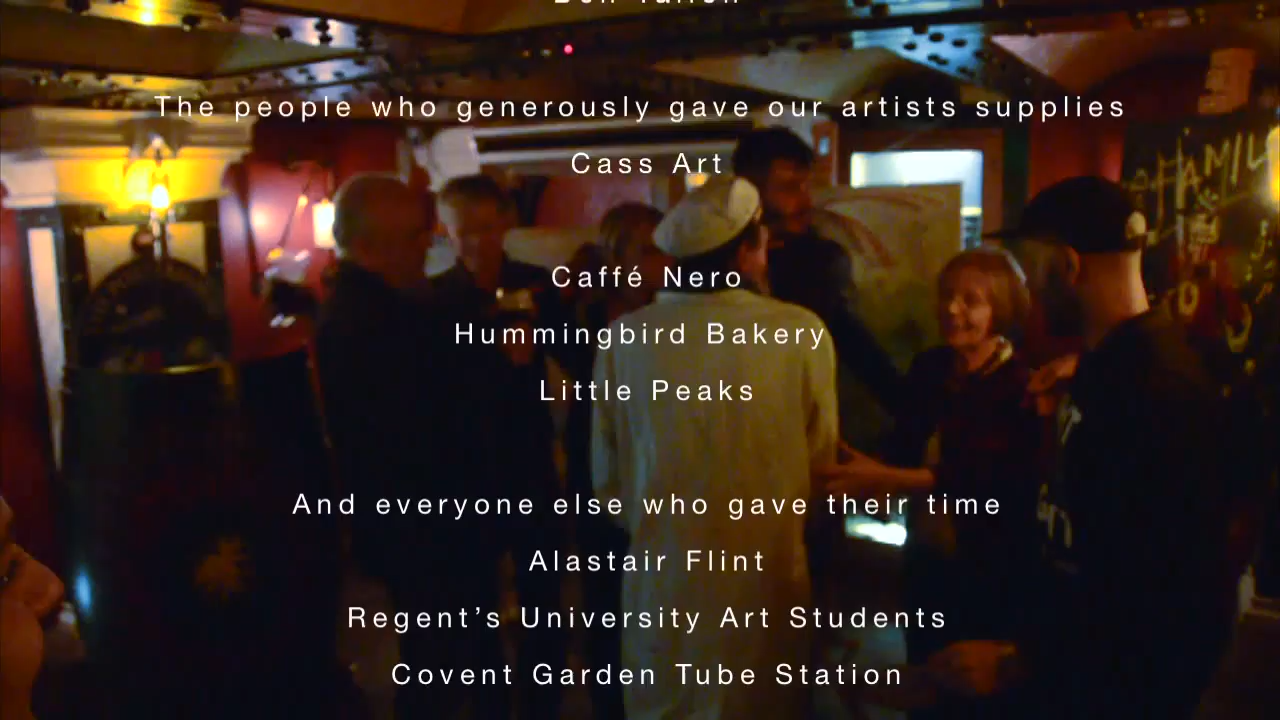 The people who generously gave our artists supplies
Cass Art
Caffé Nero
Hummingbird Bakery
Little Peaks
And everyone else who gave their time
Alastair Flint
Regent’s University Art Students
Covent Garden Tube Station